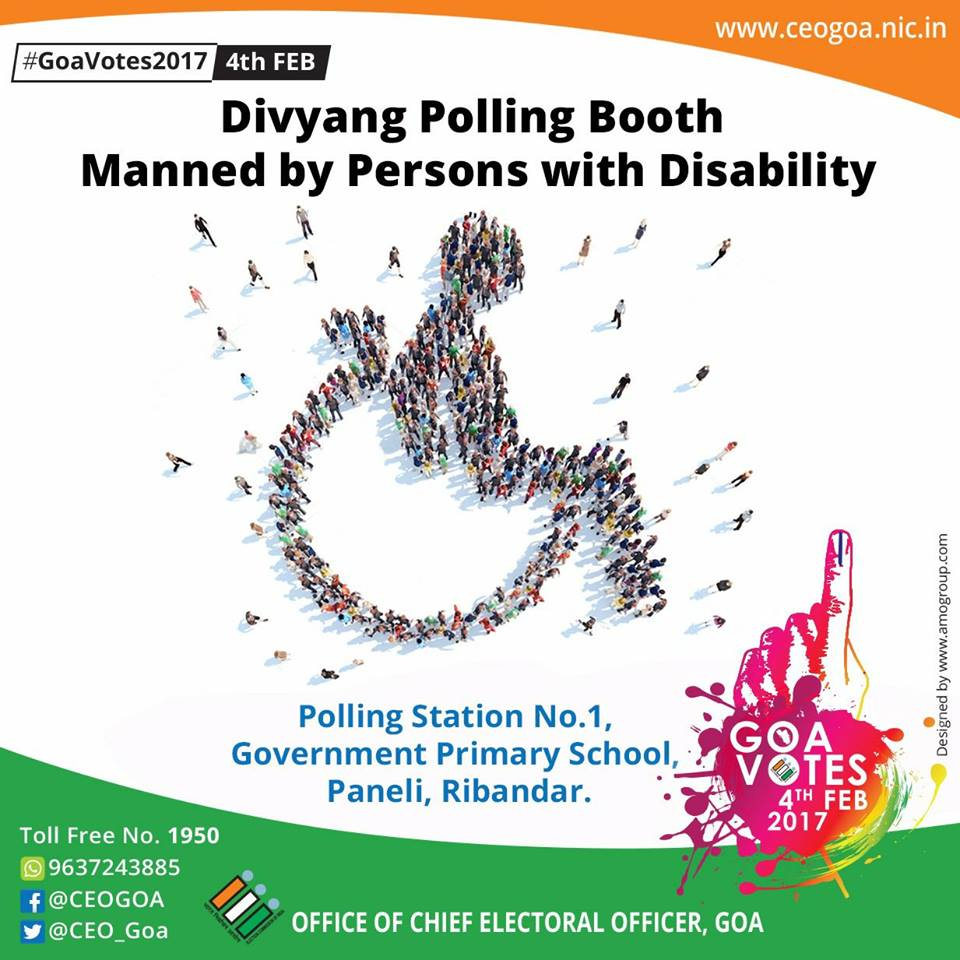 www.ceogoa.nic.in
#GoaVotes2017 4th FEB
Divyang Polling Booth
Manned by Persons with Disability
Polling Station No.1,
Government Primary School,
Paneli, Ribandar.
GOA
VOTES
4TH FEB
2017
Designed by www.amogroup.com
Toll Free No. 1950
9637243885
@CEOGOA
@CEO_Goa
OFFICE OF CHIEF ELECTORAL OFFICER, GOA